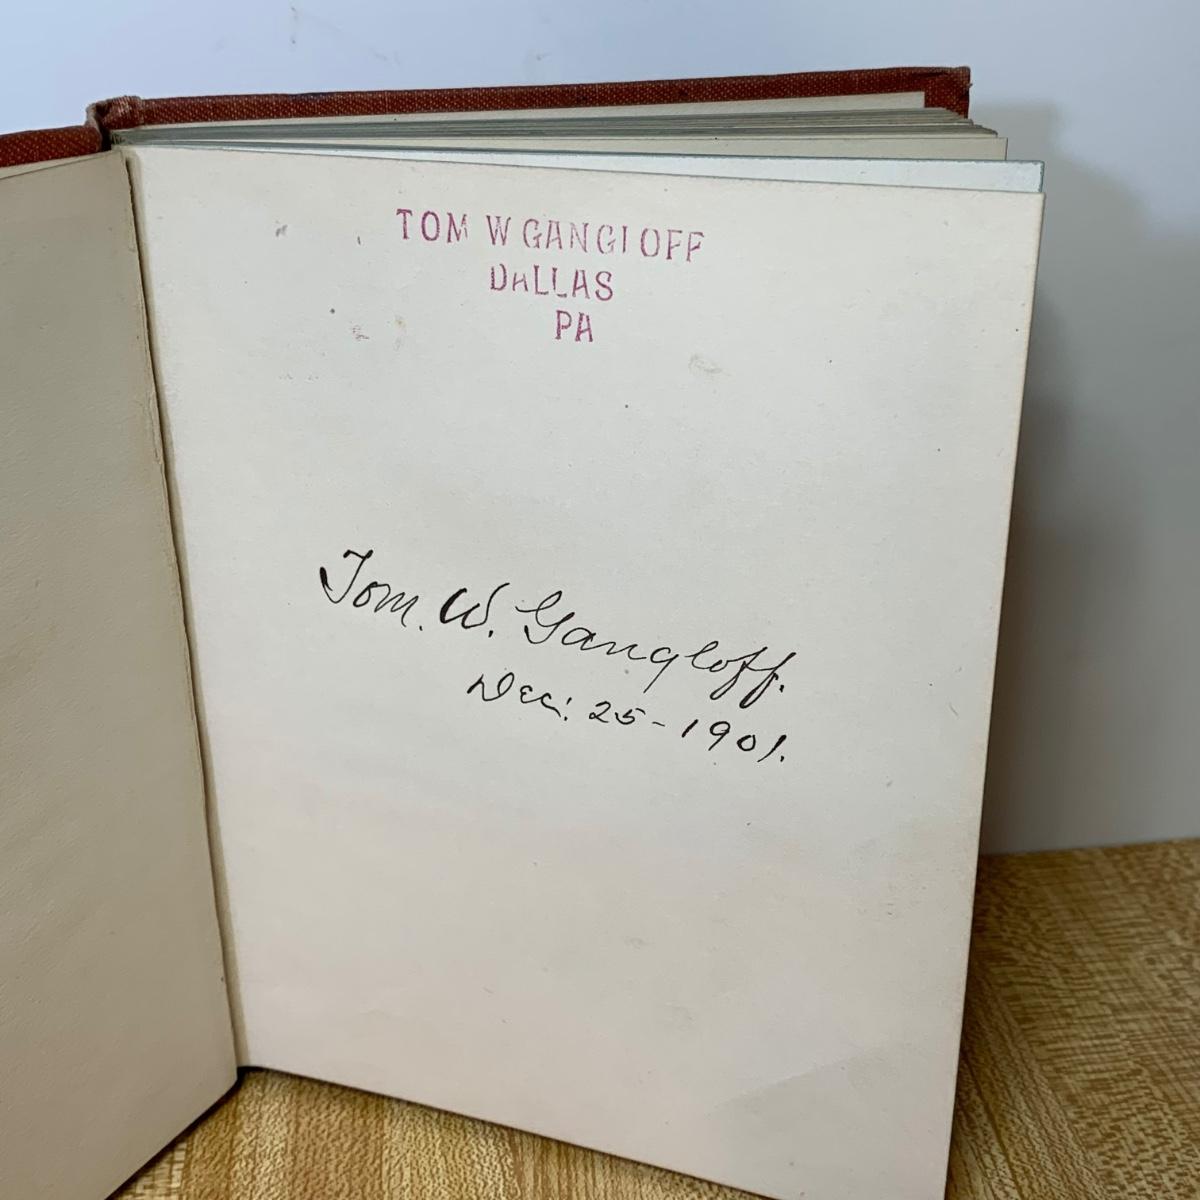 TOM W GANGLOFF
DALLAS
PA
Tom. W. Gangloff.
Dec. 25-1901.